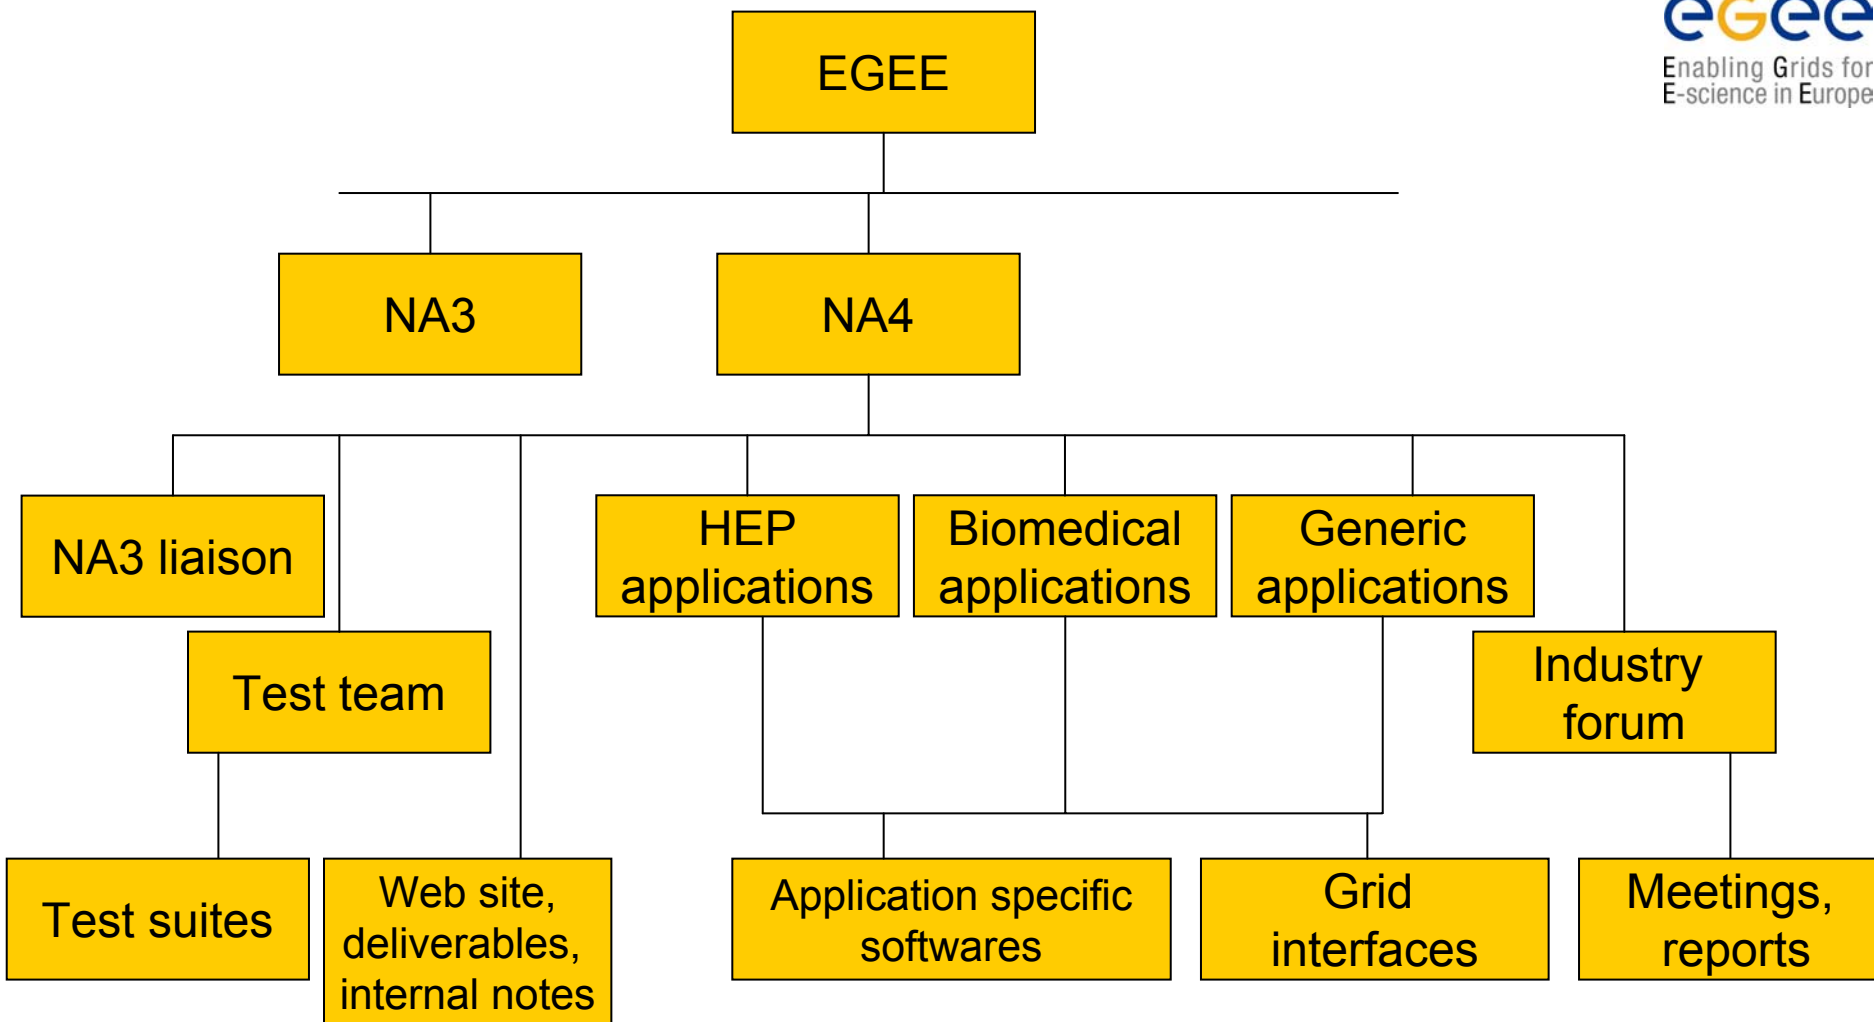 egee
Enabling Grids for
E-science in Europe
EGEE
NA3
NA4
NA3 liaison
HEP
applications
Biomedical
applications
Generic
applications
Test team
Industry
forum
Test suites
Web site,
deliverables,
internal notes
Application specific
softwares
Grid
interfaces
Meetings,
reports